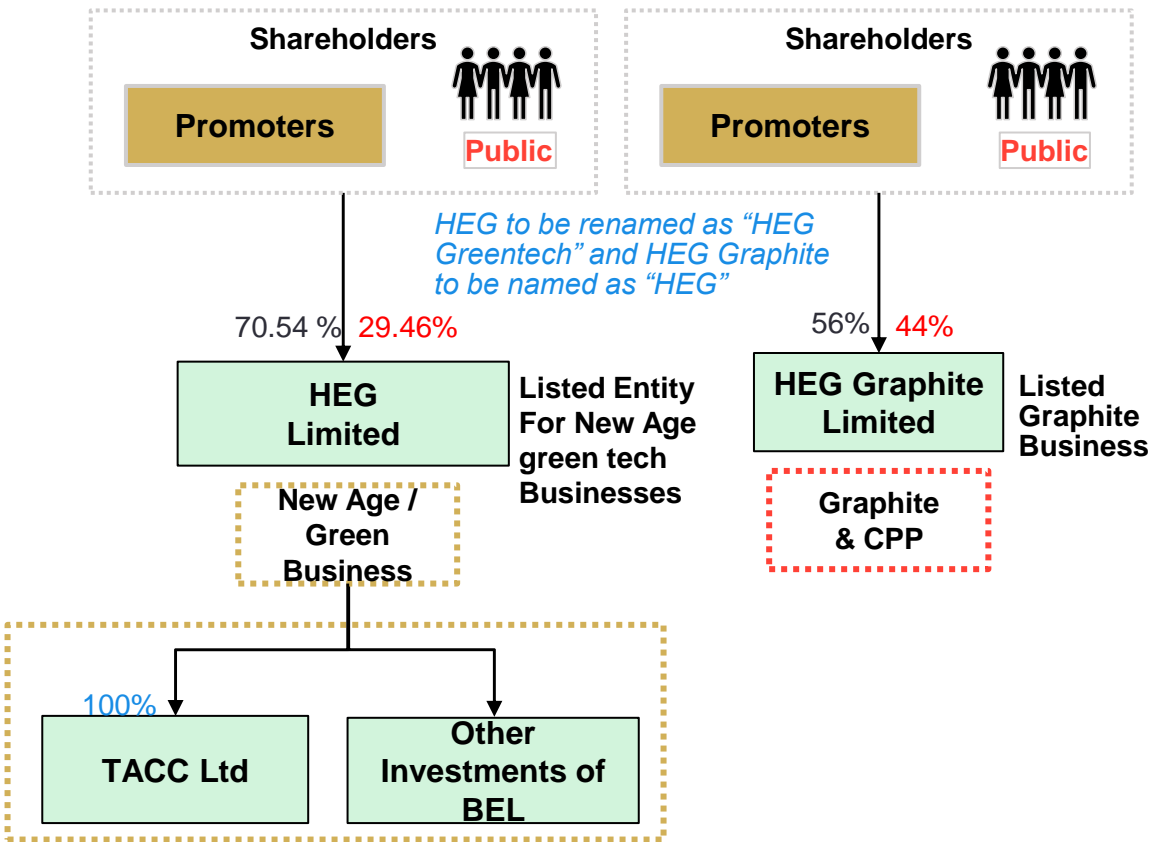 Shareholders
Promoters
Public
Shareholders
Promoters
Public
HEG to be renamed as “HEG
Greentech” and HEG Graphite
to be named as “HEG”
70.54 % 29.46%
56% 44%
HEG
Limited
Listed Entity
For New Age
green tech
Businesses
HEG Graphite
Limited
Listed
Graphite
Business
New Age /
Green
Business
Graphite
& CPP
100%
TACC Ltd
Other
Investments of
BEL